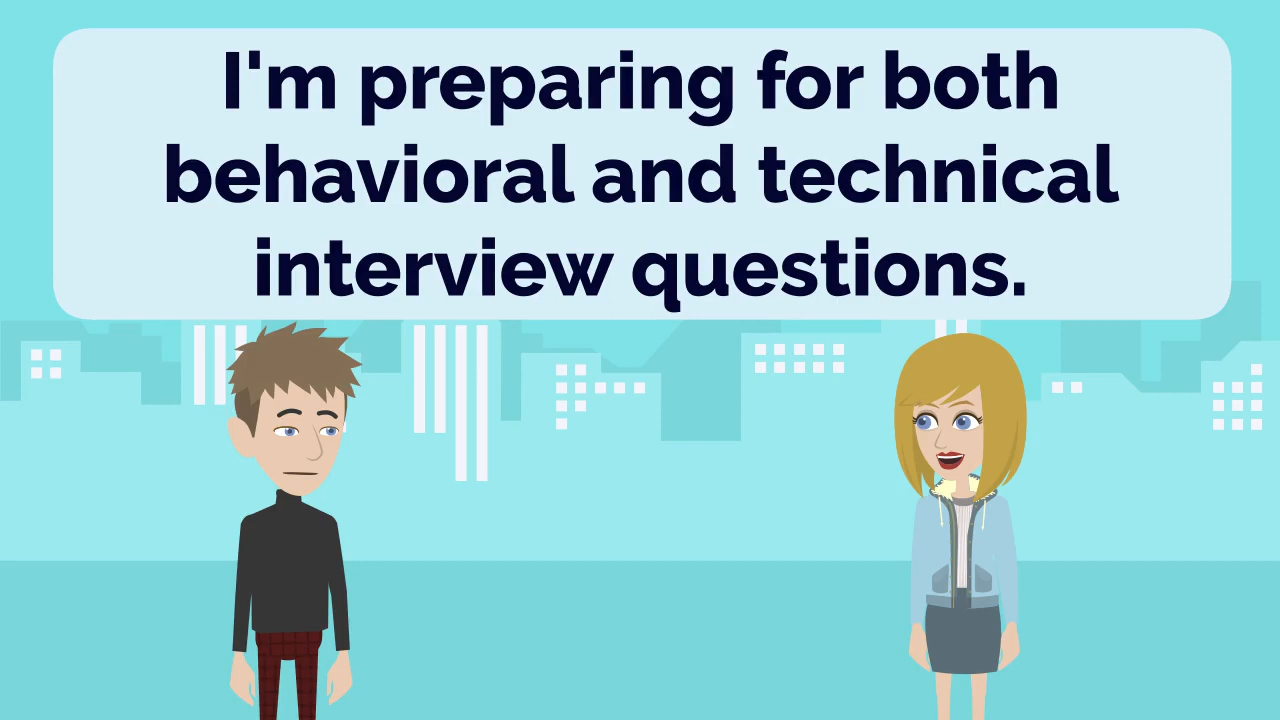 I'm preparing for both
behavioral and technical
interview questions.